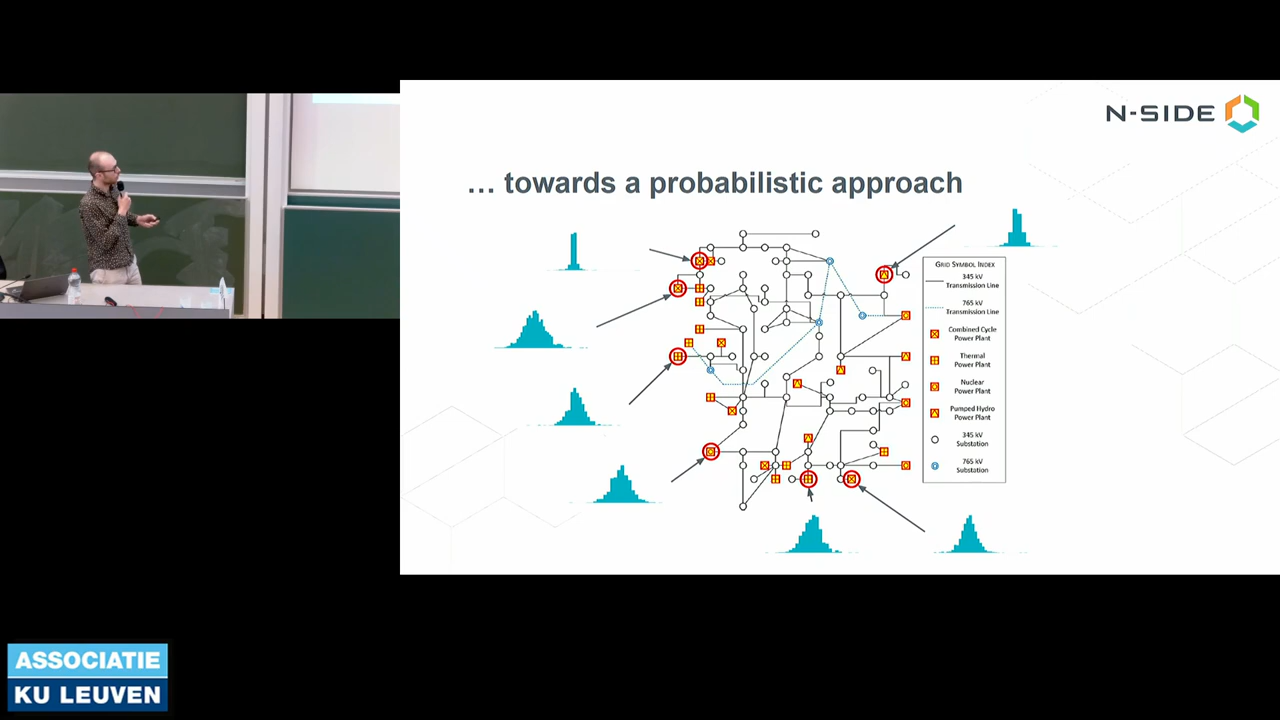 N-SIDE
... towards a probabilistic approach
GRID SYMBOL INDEX
345 kV
Transmission Line
765 kV
Transmission Line
Combined Cycle
Power Plant
Thermal
Power Plant
Nuclear
Power Plant
Pumped Hydro
Power Plant
345 kV
Substation
765 kV
Substation
ASSOCIATIE
KU LEUVEN